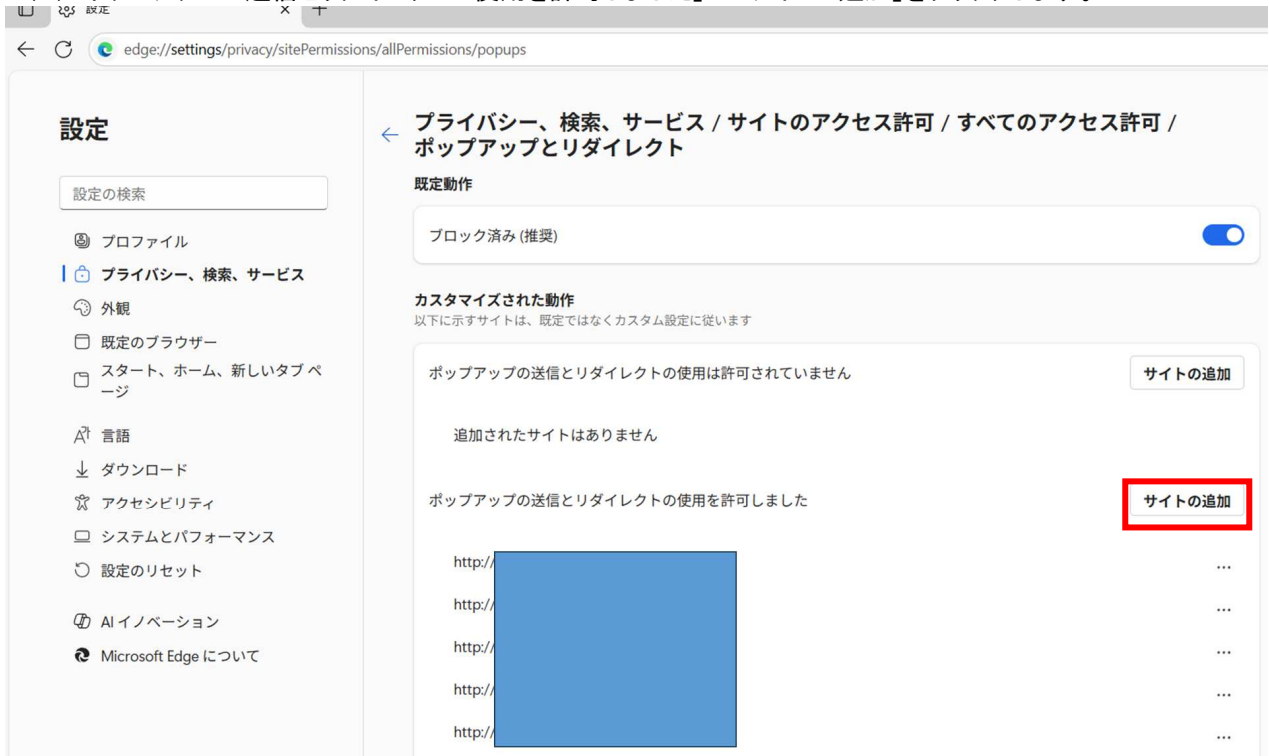 設定
edge://settings/privacy/sitePermissions/allPermissions/popups
設定
プライバシー、検索、サービス / サイトのアクセス許可 / すべてのアクセス許可 /
ポップアップとリダイレクト
設定の検索
プロファイル
プライバシー、検索、サービス
外観
既定のブラウザー
スタート、ホーム、新しいタブ ペ
ージ
言語
ダウンロード
アクセシビリティ
システムとパフォーマンス
設定のリセット
AI イノベーション
Microsoft Edge について
既定動作
ブロック済み (推奨)
カスタマイズされた動作
以下に示すサイトは、既定ではなくカスタム設定に従います
ポップアップの送信とリダイレクトの使用は許可されていません
サイトの追加
追加されたサイトはありません
ポップアップの送信とリダイレクトの使用を許可しました
サイトの追加
http://
http://
http://
http://
http://